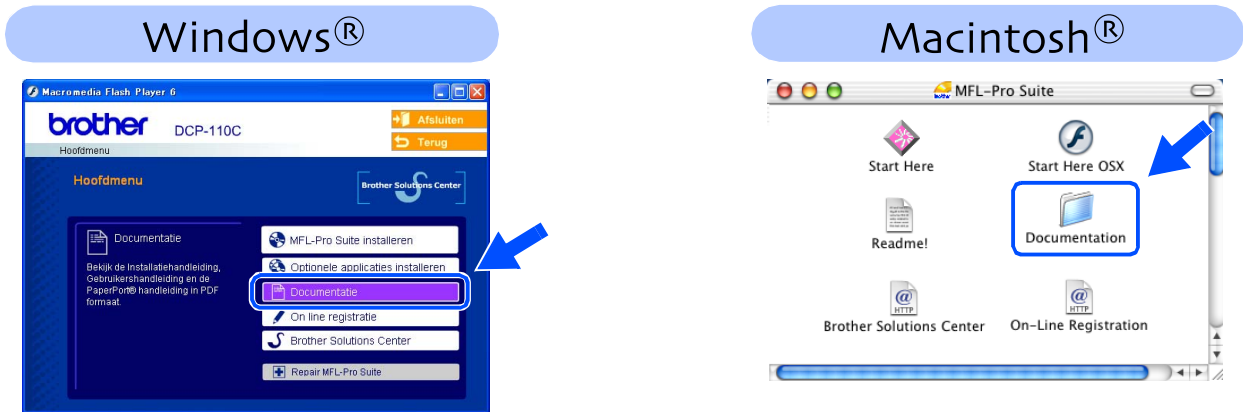 Windows®
Macromedia Flash Player 6
brother DCP-110C
Afsluiten
Terug
Hoofdmenu
Hoofdmenu
Brother Solutions Center
Documentatie
Bekijk de Installatiehandleiding,
Gebruikershandleiding en de
PaperPort® handleiding in PDF
formaat.
MFL-Pro Suite installeren
Optionele applicaties installeren
Documentatie
On line registratie
Brother Solutions Center
Repair MFL-Pro Suite
Macintosh®
MFL-Pro Suite
Start Here
Start Here OSX
Readme!
Documentation
@
HTTP
Brother Solutions Center
@
HTTP
On-Line Registration